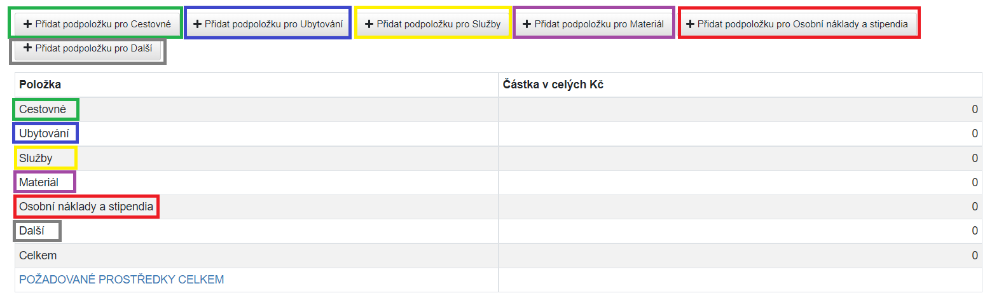 Přidat podpoložku pro Cestovné Přidat podpoložku pro Ubytování Přidat podpoložku pro Služby Přidat podpoložku pro Materiál Přidat podpoložku pro Osobní náklady a stipendia
Přidat podpoložku pro Další
Položka Částka v celých Kč
Cestovné 0
Ubytování 0
Služby 0
Materiál 0
Osobní náklady a stipendia 0
Další 0
Celkem 0
POŽADOVANÉ PROSTŘEDKY CELKEM